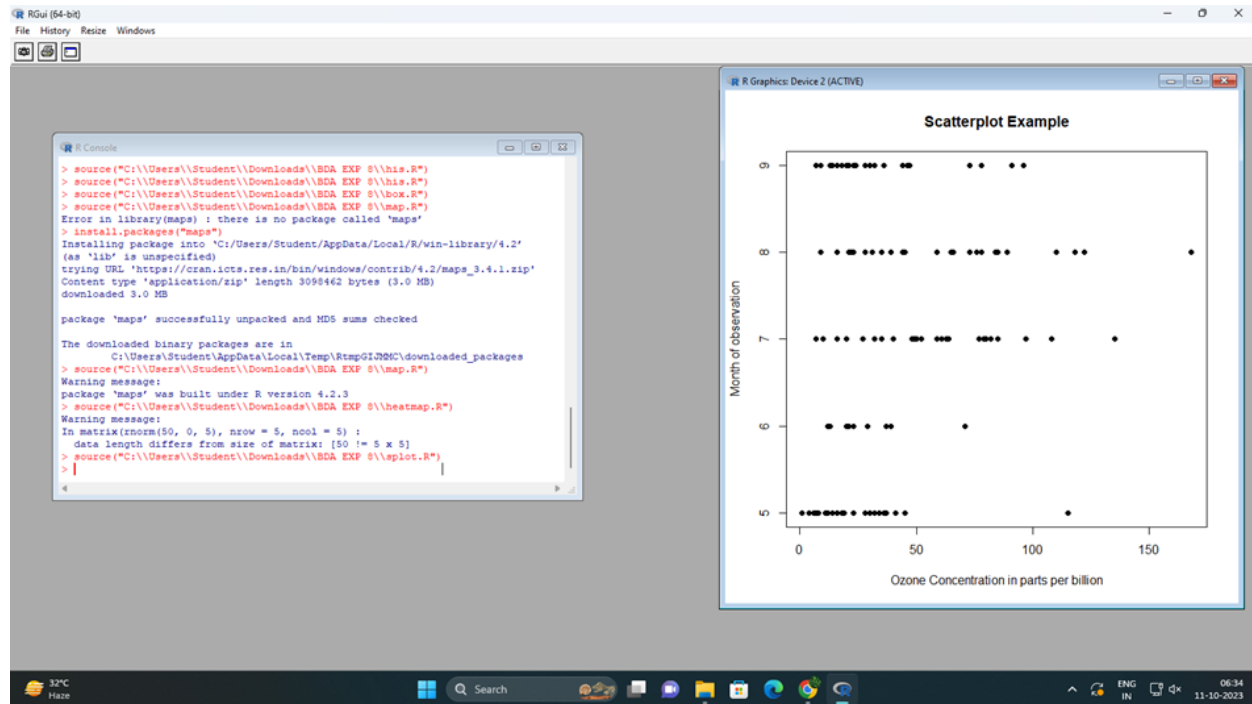 RGui (64-bit)
File History Resize Windows
R Console
> source("C:\\Users\\Student\\Downloads\\BDA EXP 8\\his.R")
> source("C:\\Users\\Student\\Downloads\\BDA EXP 8\\his.R")
> source("C:\\Users\\Student\\Downloads\\BDA EXP 8\\box.R")
> source("C:\\Users\\Student\\Downloads\\BDA EXP 8\\map.R")
Error in library(maps) : there is no package called ‘maps’
> install.packages("maps")
Installing package into ‘C:/Users/Student/AppData/Local/R/win-library/4.2’
(as ‘lib’ is unspecified)
trying URL 'https://cran.icts.res.in/bin/windows/contrib/4.2/maps_3.4.1.zip'
Content type 'application/zip' length 3098462 bytes (3.0 MB)
downloaded 3.0 MB
package ‘maps’ successfully unpacked and MD5 sums checked
The downloaded binary packages are in
C:\Users\Student\AppData\Local\Temp\RtmpGIJMMC\downloaded_packages
> source("C:\\Users\\Student\\Downloads\\BDA EXP 8\\map.R")
Warning message:
package ‘maps’ was built under R version 4.2.3
> source("C:\\Users\\Student\\Downloads\\BDA EXP 8\\heatmap.R")
Warning message:
In matrix(rnorm(50, 0, 5), nrow = 5, ncol = 5) :
data length differs from size of matrix: [50 != 5 x 5]
> source("C:\\Users\\Student\\Downloads\\BDA EXP 8\\splot.R")
>
R Graphics: Device 2 (ACTIVE)
Scatterplot Example
Month of observation
9
8
7
6
5
0 50 100 150
Ozone Concentration in parts per billion
32°C
Haze
Search
ENG
IN
06:34
11-10-2023